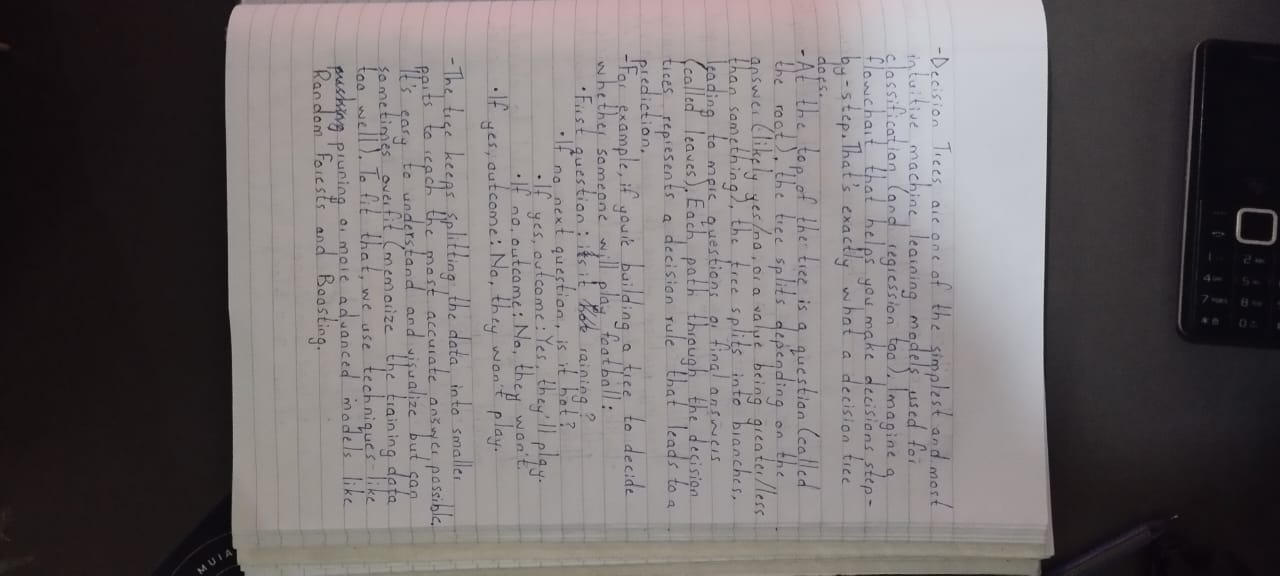 - Decision Trees are one of the simplest and most
intuitive machine learning models used for
classification (and regression too). Imagine a
flowchart that helps you make decisions step-
by-step. That's exactly what a decision tree
does.
- At the top of the tree is a question (called
the root), the tree splits depending on the
answer (likely yes/no, or a value being greater/less
than something), the tree splits into branches,
leading to more questions or final answers
(called leaves). Each path through the decision
tices represents a decision rule that leads to a
prediction.
- For example, if you're building a tree to decide
whether someone will play football:
• First question: is it raining?
• If no next question, is it hot?
• If yes, outcome: Yes, they'll play.
• If no, outcome: No, they won't.
• If yes, outcome: No, they won't play.
- The tree keeps splitting the data into smaller
parts to reach the most accurate answer possible.
It's easy to understand and visualize but can
sometimes overfit (memorize the training data
too well). To fit that, we use techniques like
pruning or more advanced models like
Random Forests and Boosting.
MUIA